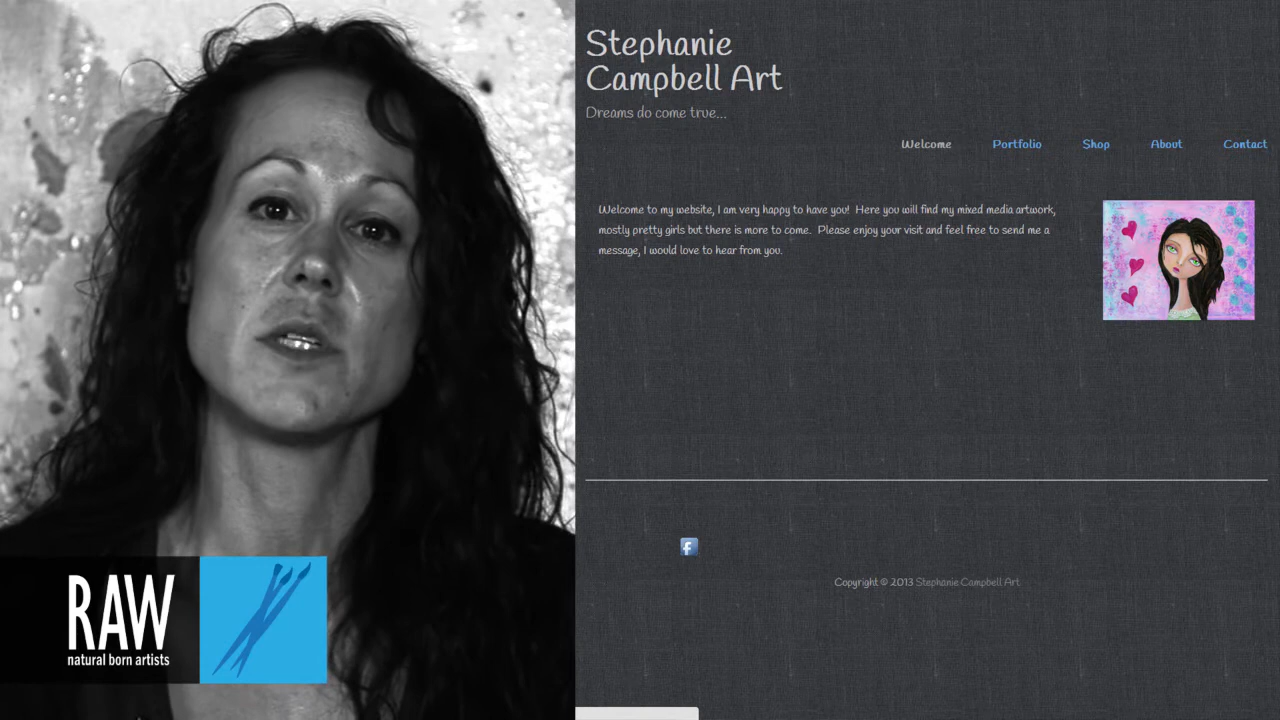 Stephanie
Campbell Art
Dreams do come true...
Welcome Portfolio Shop About Contact
Welcome to my website, I am very happy to have you!  Here you will find my mixed media artwork,
mostly pretty girls but there is more to come.  Please enjoy your visit and feel free to send me a
message, I would love to hear from you.
f
Copyright © 2013 Stephanie Campbell Art
RAW
natural born artists